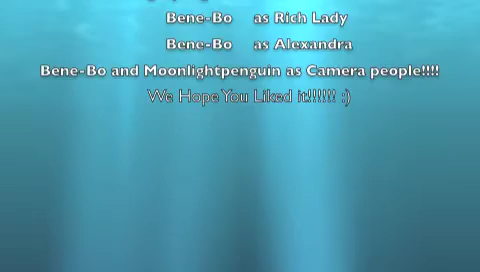 Bene-Bo as Rich Lady
Bene-Bo as Alexandra
Bene-Bo and Moonlightpenguin as Camera people!!!!
We Hope You Liked it!!!!!! :)